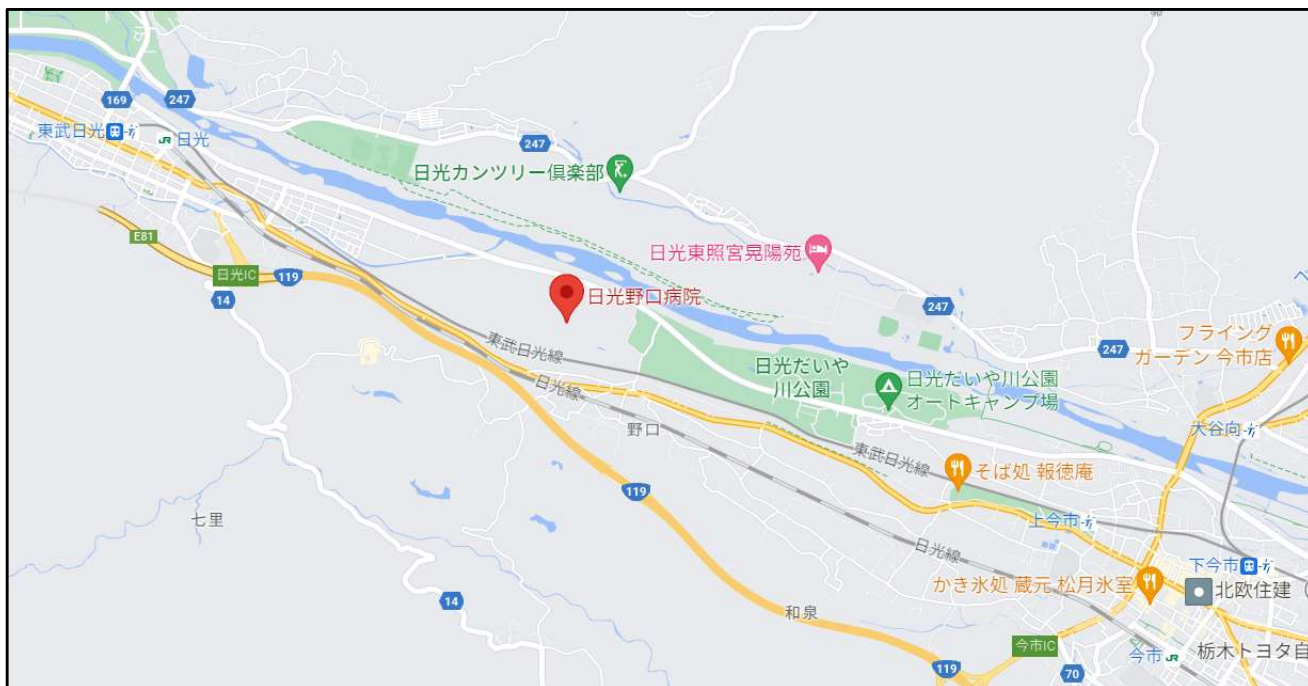 169
247
東武日光
JR 日光
247
247
日光カンツリー倶楽部
E81
日光東照宮晃陽苑
日光IC
119
14
日光野口病院
247
フライング
ガーデン 今市店
247
東武日光線
日光線
日光だいや
川公園
日光だいや川公園
オートキャンプ場
野口
大谷向
東武日光線
そば処 報徳庵
119
七里
上今市
日光線
下今市
かき氷処 蔵元 松月氷室
北欧住建（
14
和泉
今市IC
119
70
今市 JR
栃木トヨタ自